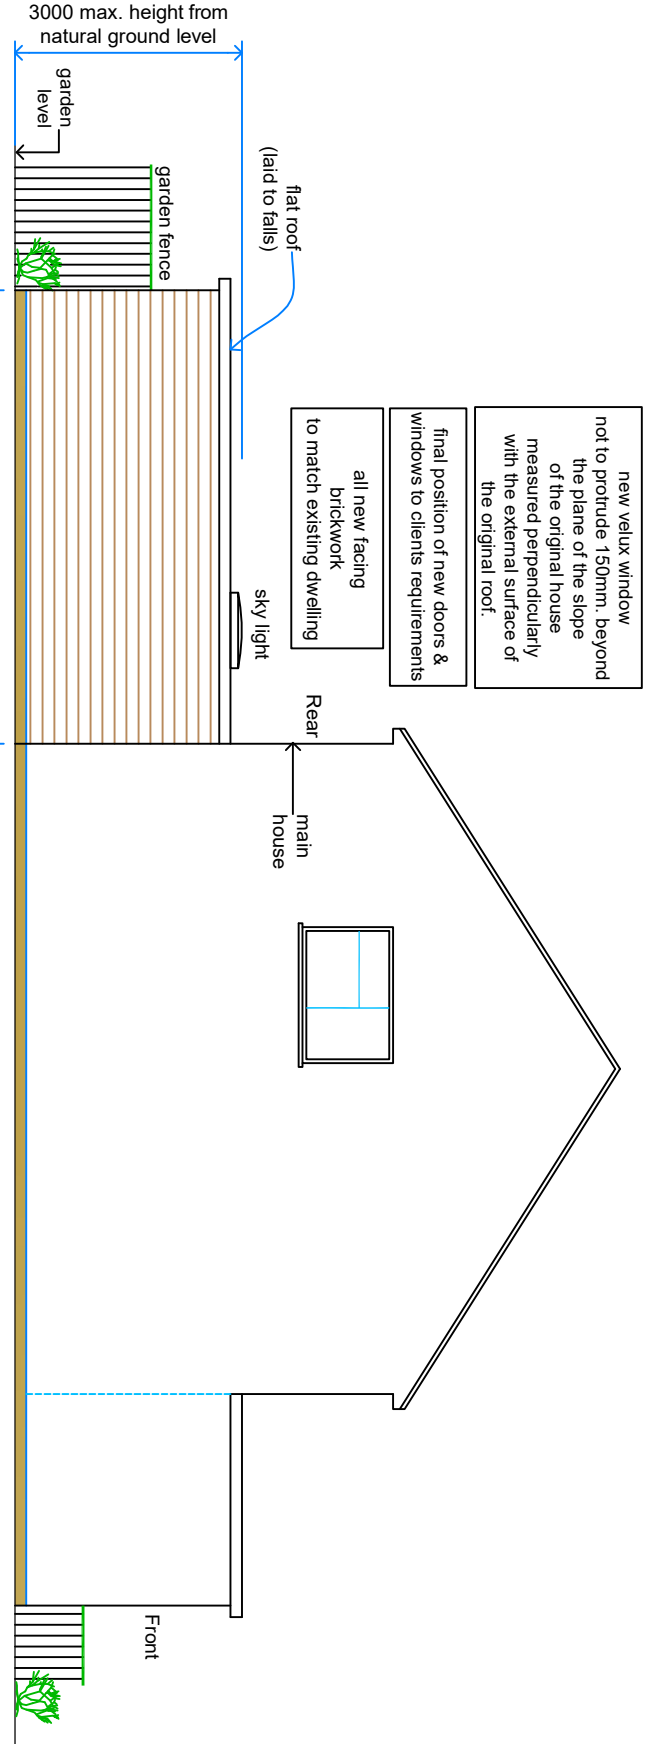 3000 max. height from
natural ground level
garden
level
garden fence
flat roof
(laid to falls)
new velux window
not to protrude 150mm. beyond
the plane of the slope
of the original house
measured perpendicularly
with the external surface of
the original roof.
final position of new doors &
windows to clients requirements
all new facing
brickwork
to match existing dwelling
sky light
Rear
main
house
Front